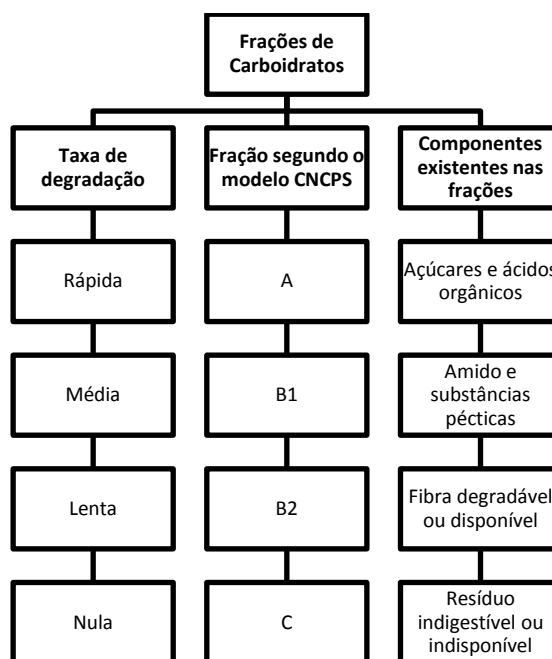 Frações de
Carboidratos
Taxa de
degradação
Fração segundo o
modelo CNCPS
Componentes
existentes nas
frações
Rápida
A
Açúcares e ácidos
orgânicos
Média
B1
Amido e
substâncias
pécticas
Lenta
B2
Fibra degradável
ou disponível
Nula
C
Resíduo
indigestível ou
indisponível